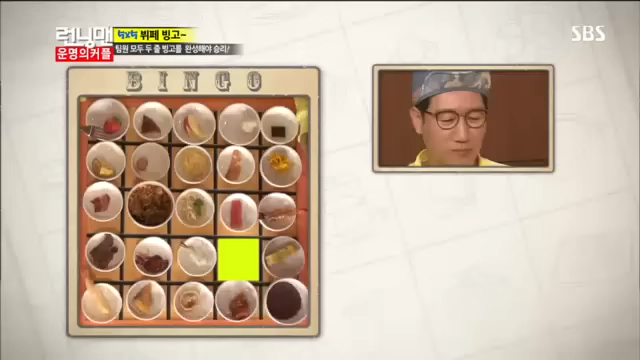 런닝맨
운명의커플
5x5 뷔페 빙고~
팀원 모두 두 줄 빙고를 완성해야 승리!
SBS
BINGO